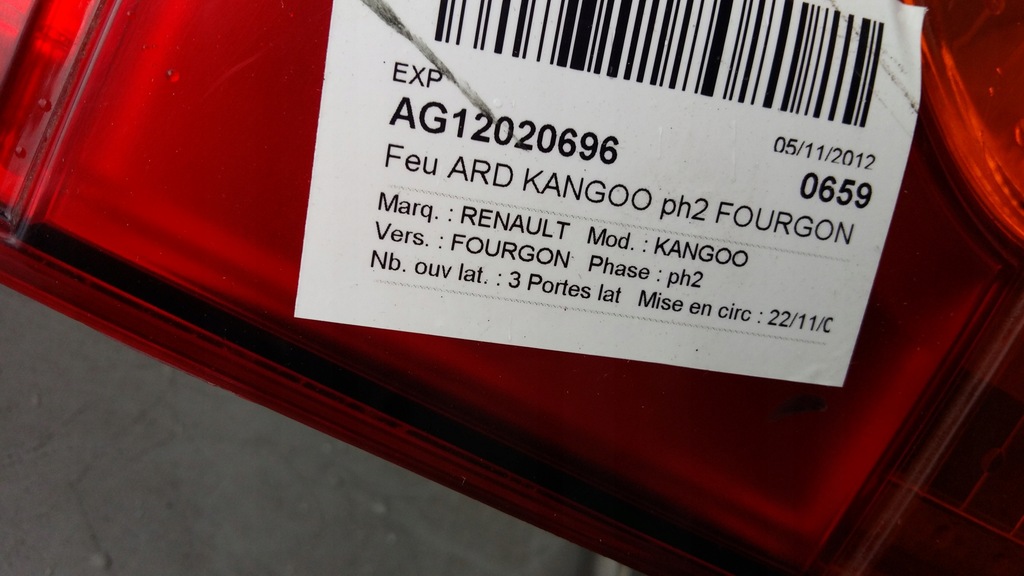 EXP
AG12020696
05/11/2012
Feu ARD KANGOO ph2 FOURGON
0659
Marq. : RENAULT Mod. : KANGOO
Vers. : FOURGON Phase : ph2
Nb. ouv lat. : 3 Portes lat Mise en circ : 22/11/0